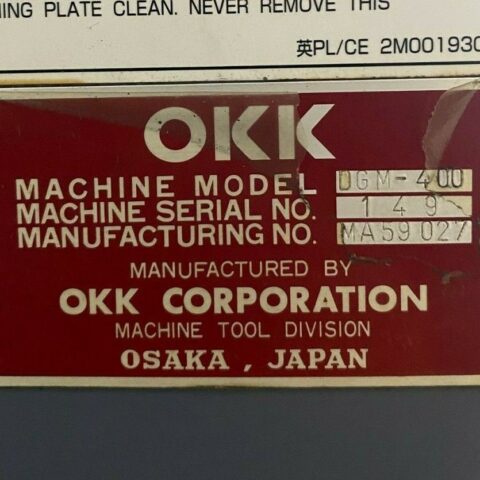 NING PLATE CLEAN. NEVER REMOVE THIS
英PL/CE 2M001930
OKK
MACHINE MODEL DGM-400
MACHINE SERIAL NO. 149
MANUFACTURING NO. MA59027
MANUFACTURED BY
OKK CORPORATION
MACHINE TOOL DIVISION
OSAKA , JAPAN